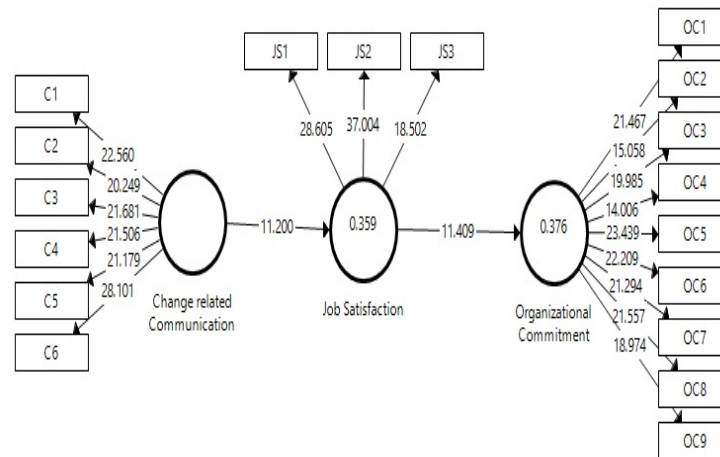 OC1
JS1
JS2
JS3
OC2
C1
21.467
28.605
37.004
18.502
15.058
OC3
C2
22.560
19.985
20.249
OC4
C3
21.681
14.006
C4
21.506
11.200
0.359
11.409
0.376
23.439
OC5
21.179
22.209
C5
28.101
21.294
OC6
Change related
Communication
Job Satisfaction
Organizational
Commitment
21.557
OC7
C6
18.974
OC8
OC9